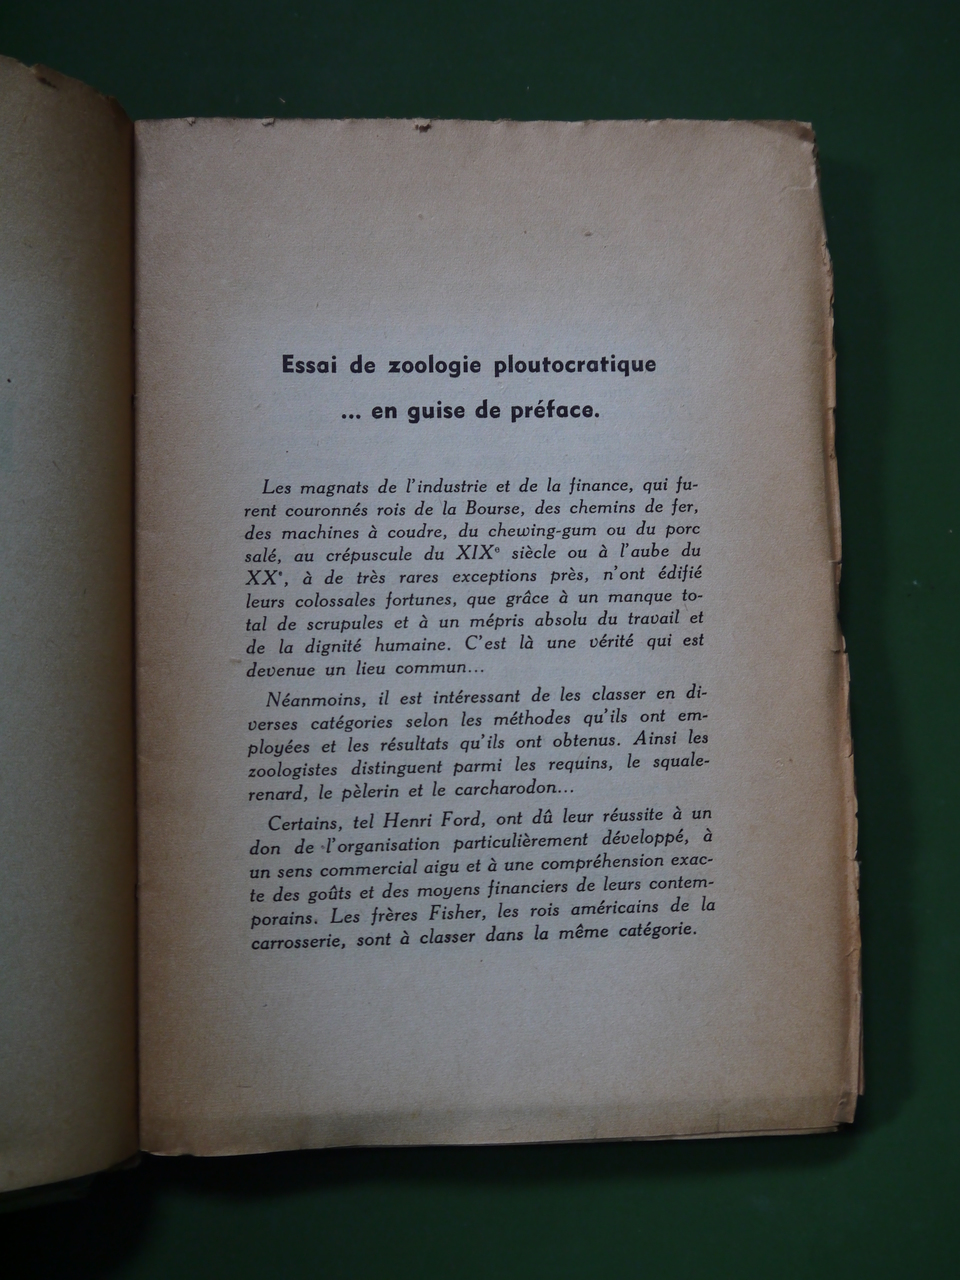 Essai de zoologie ploutocratique
... en guise de préface.
Les magnats de l'industrie et de la finance, qui fu-
rent couronnés rois de la Bourse, des chemins de fer,
des machines à coudre, du chewing-gum ou du porc
salé, au crépuscule du XIXe siècle ou à l'aube du
XXe, à de très rares exceptions près, n'ont édifié
leurs colossales fortunes, que grâce à un manque to-
tal de scrupules et à un mépris absolu du travail et
de la dignité humaine. C'est là une vérité qui est
devenue un lieu commun...
Néanmoins, il est intéressant de les classer en di-
verses catégories selon les méthodes qu'ils ont em-
ployées et les résultats qu'ils ont obtenus. Ainsi les
zoologistes distinguent parmi les requins, le squale-
renard, le pèlerin et le carcharodon...
Certains, tel Henri Ford, ont dû leur réussite à un
don de l'organisation particulièrement développé, à
un sens commercial aigu et à une compréhension exac-
te des goûts et des moyens financiers de leurs contem-
porains. Les frères Fisher, les rois américains de la
carrosserie, sont à classer dans la même catégorie.